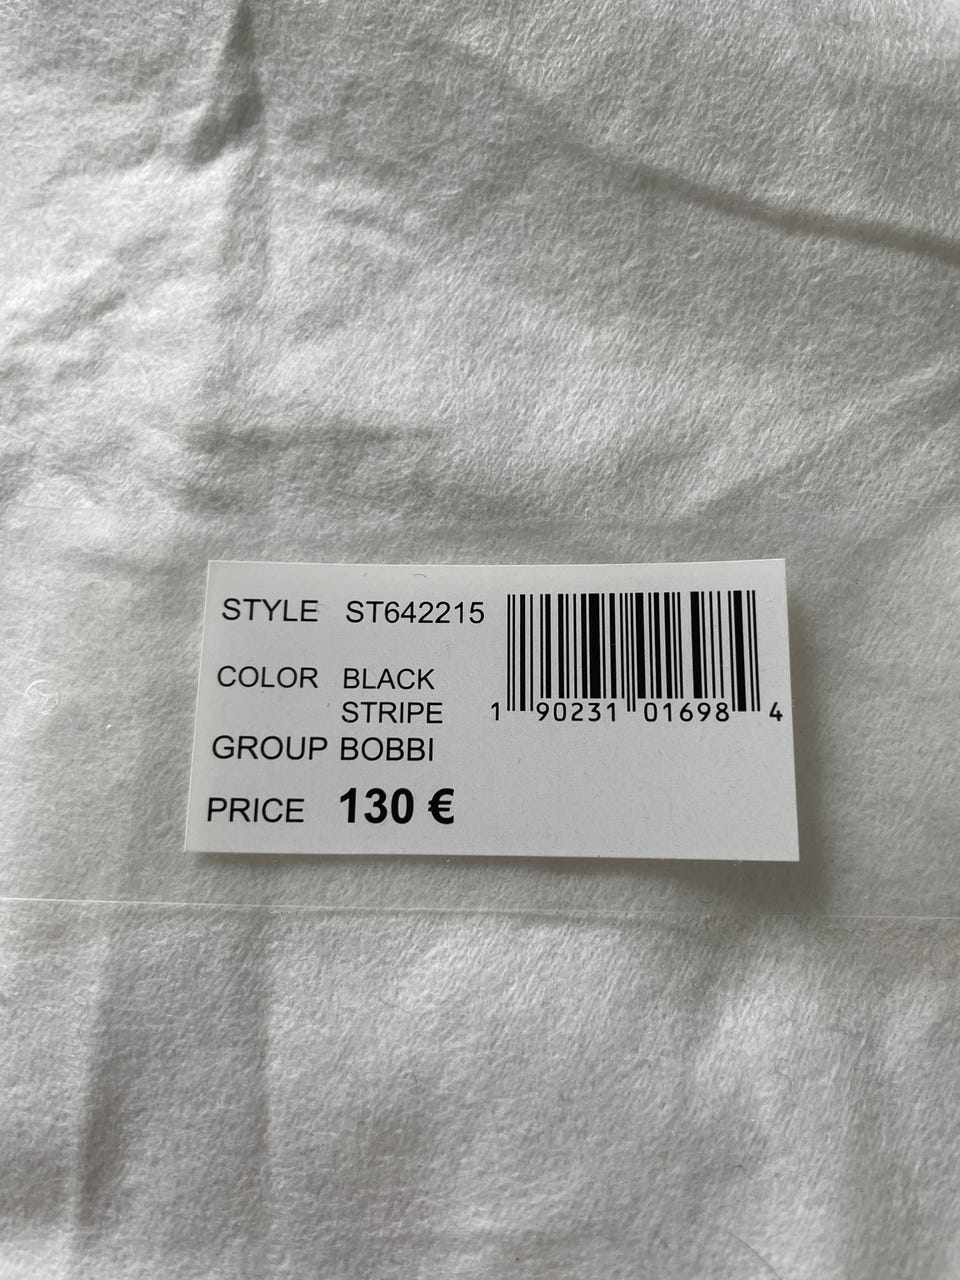 STYLE ST642215
COLOR BLACK
STRIPE
GROUP BOBBI
PRICE 130 €
1 90231 01698 4